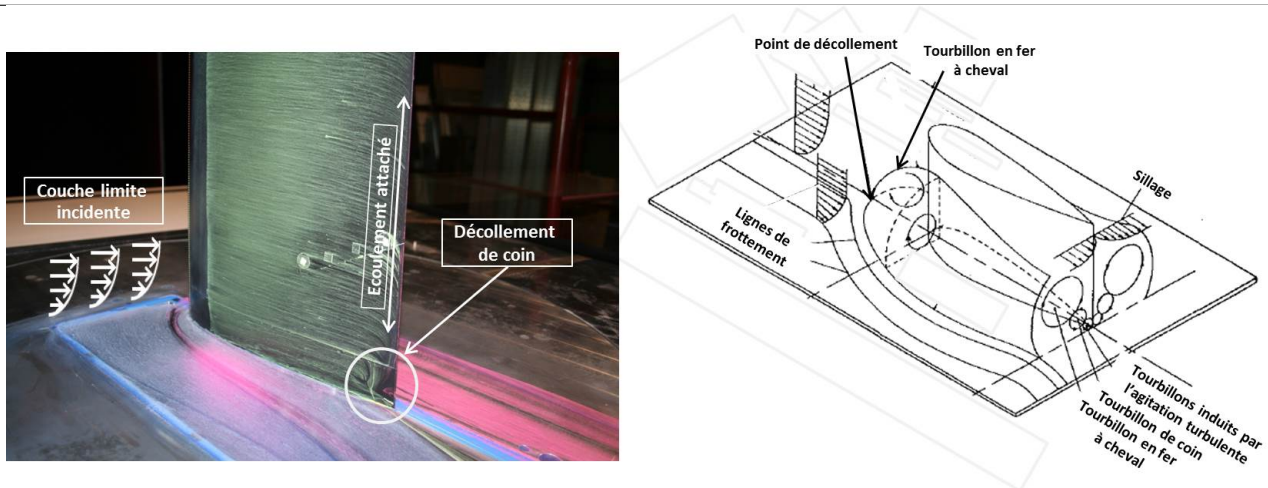 Couche limite
incidente
Ecoulement attaché
Décollement
de coin
Point de décollement
Tourbillon en fer
à cheval
Lignes de
frottement
Sillage
Tourbillons induits par
l'agitation turbulente
Tourbillon de coin
Tourbillon en fer
à cheval